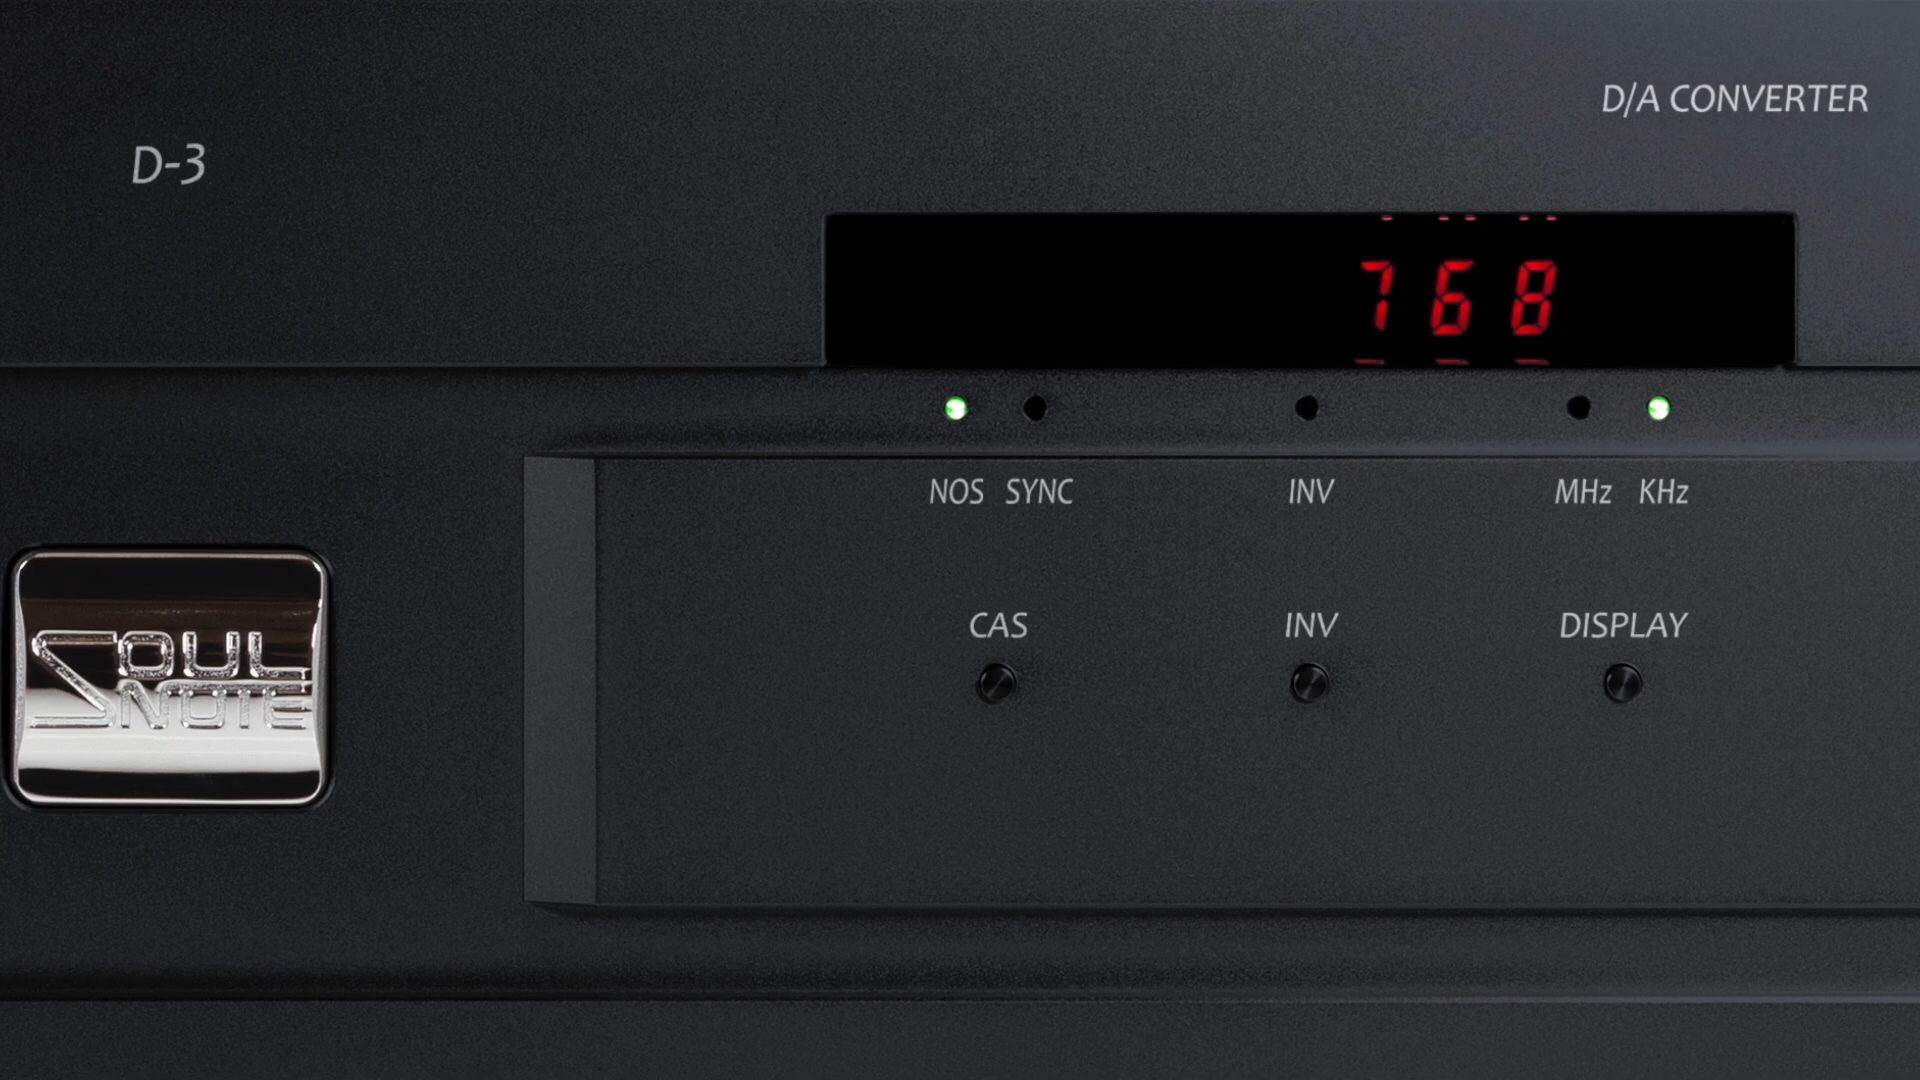 D/A CONVERTER
D-3
768
NOS SYNC INV MHz KHz
CAS INV DISPLAY
SOUL
NOTE